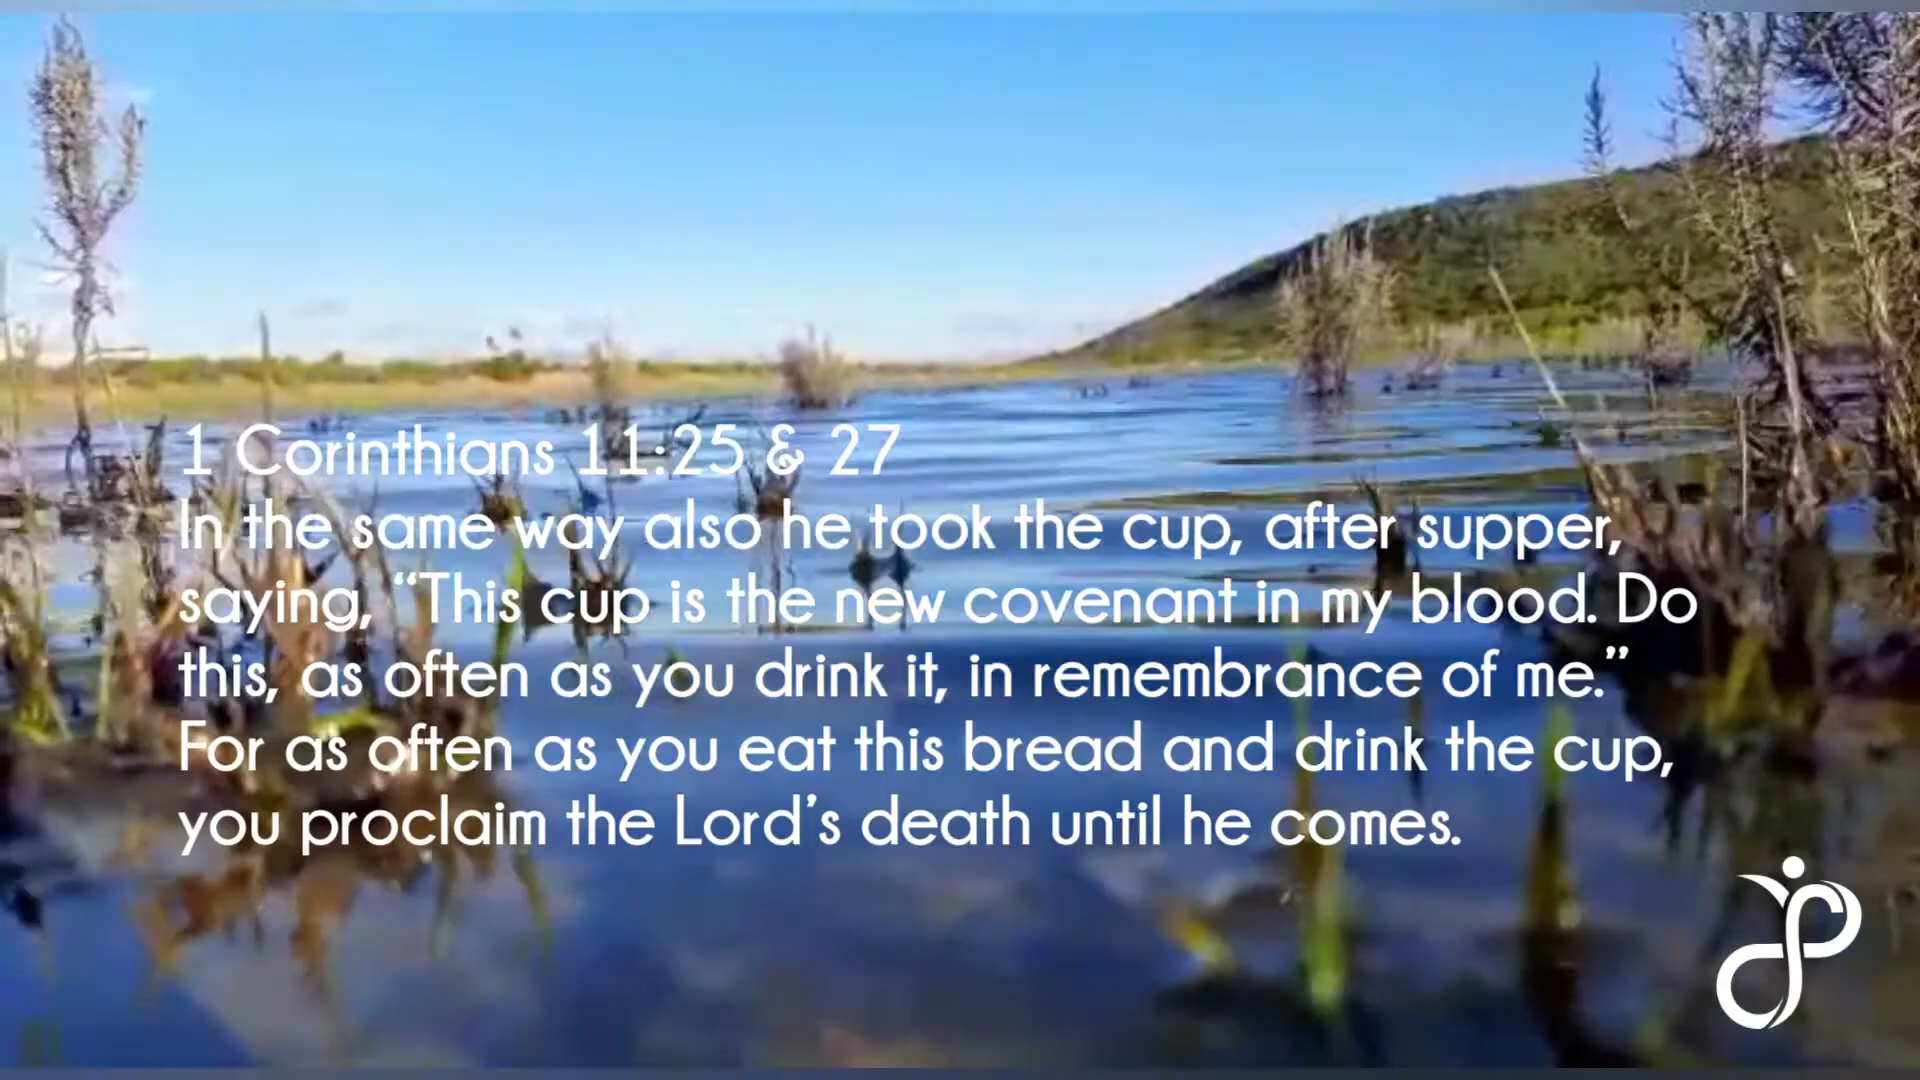 1 Corinthians 11:25 & 27
In the same way also he took the cup, after supper,
saying, “This cup is the new covenant in my blood. Do
this, as often as you drink it, in remembrance of me.”
For as often as you eat this bread and drink the cup,
you proclaim the Lord’s death until he comes.